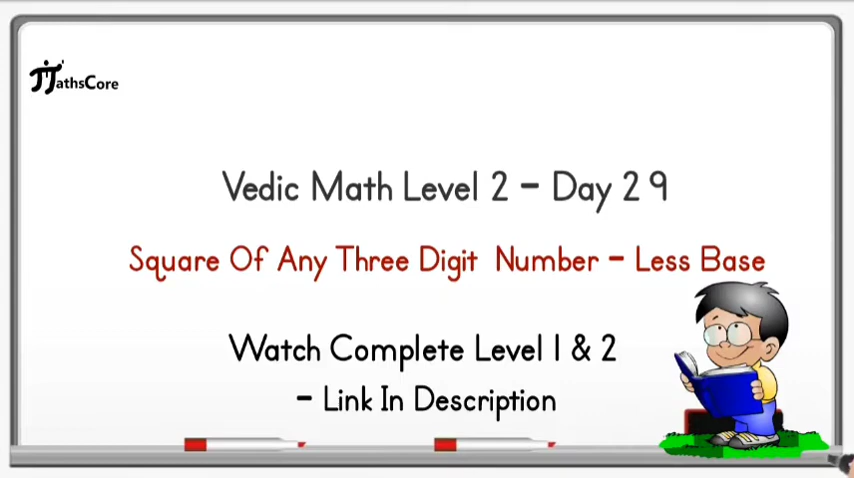 MathsCore
Vedic Math Level 2 - Day 29
Square Of Any Three Digit Number - Less Base
Watch Complete Level 1 & 2
- Link In Description